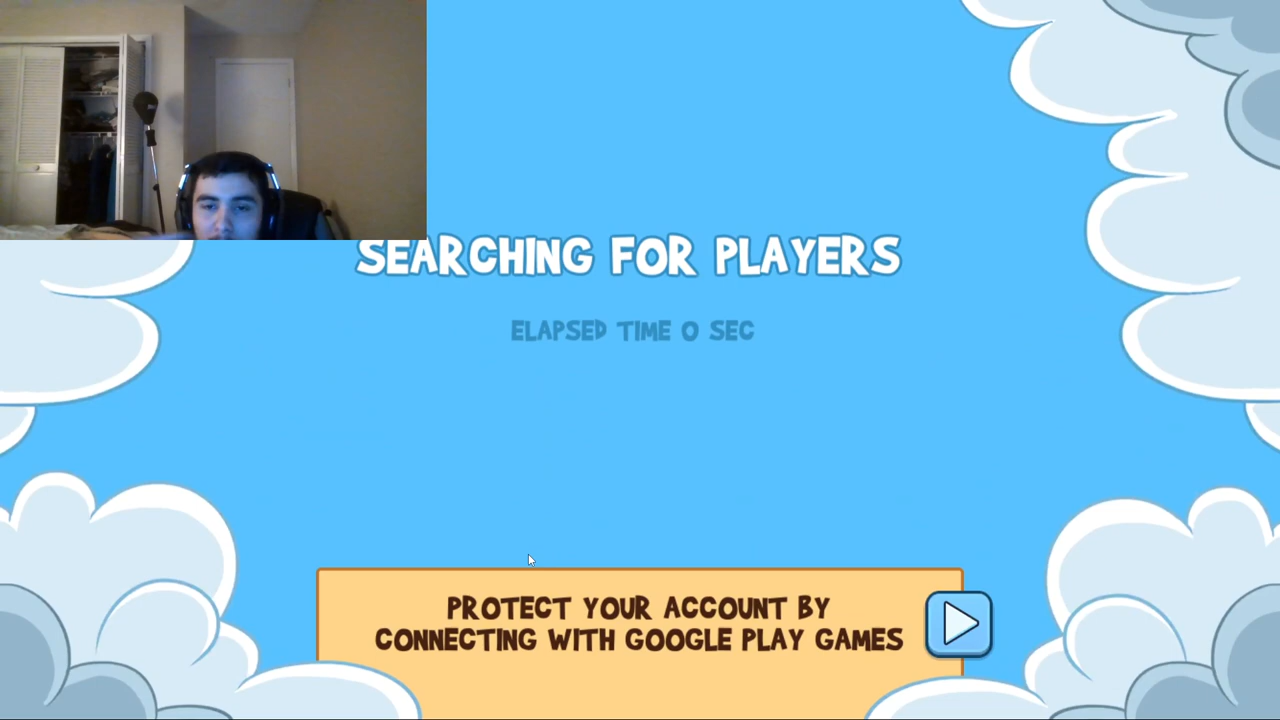 SEARCHING FOR PLAYERS
ELAPSED TIME 0 SEC
PROTECT YOUR ACCOUNT BY
CONNECTING WITH GOOGLE PLAY GAMES